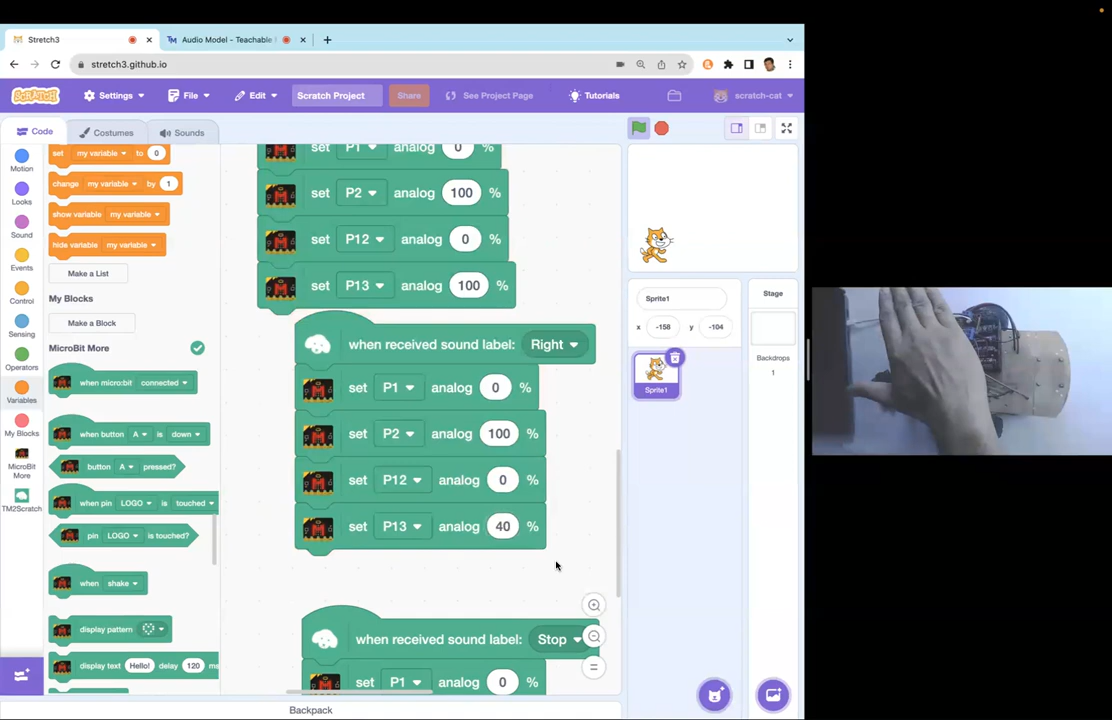 Stretch3
Audio Model - Teachable
stretch3.github.io
SCRATCH
Settings
File
Edit
Scratch Project
Share
See Project Page
Tutorials
scratch-cat
Code
Costumes
Sounds
Motion
Looks
Sound
Events
Control
Sensing
Operators
Variables
My Blocks
MicroBit
More
TM2Scratch
set my variable to 0
change my variable by 1
show variable my variable
hide variable my variable
Make a List
My Blocks
Make a Block
MicroBit More
when micro:bit connected
when button A is down
button A pressed?
when pin LOGO is touched
pin LOGO is touched?
when shake
display pattern
display text Hello! delay 120 ms
set P1 analog 0 %
set P2 analog 100 %
set P12 analog 0 %
set P13 analog 100 %
when received sound label: Right
set P1 analog 0 %
set P2 analog 100 %
set P12 analog 0 %
set P13 analog 40 %
when received sound label: Stop
set P1 analog 0 %
Sprite1
x -158 y -104
Sprite1
Stage
Backdrops
1
Backpack